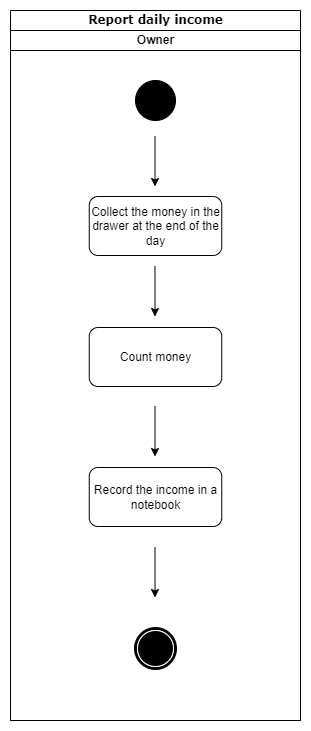 Report daily income
Owner
Collect the money in the
drawer at the end of the
day
Count money
Record the income in a
notebook